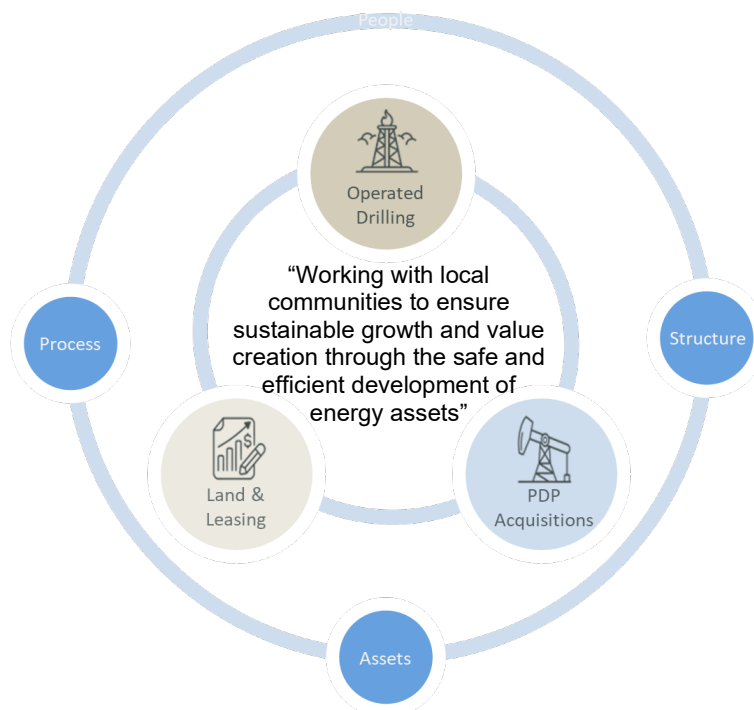 People
Operated
Drilling
“Working with local
communities to ensure
sustainable growth and value
creation through the safe and
efficient development of
energy assets”
Process
Structure
$
Land &
Leasing
PDP
Acquisitions
Assets